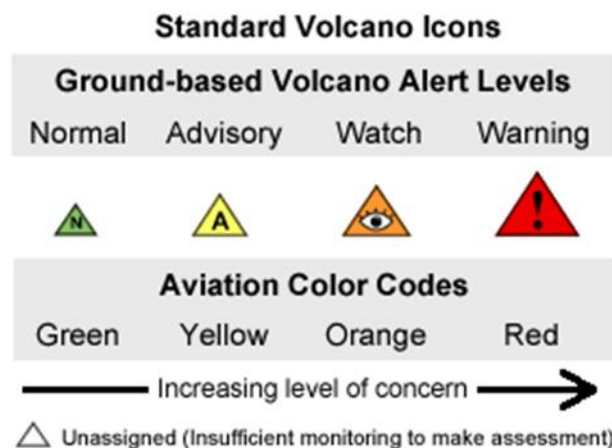 Standard Volcano Icons
Ground-based Volcano Alert Levels
Normal Advisory Watch Warning
N A !
Aviation Color Codes
Green Yellow Orange Red
Increasing level of concern
Unassigned (Insufficient monitoring to make assessment)